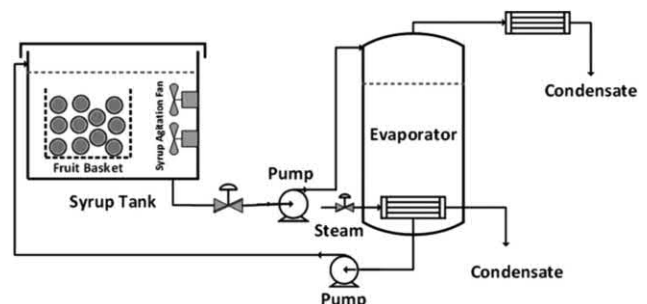 Condensate
Evaporator
Syrup Agitation Fan
Fruit Basket
Pump
Syrup Tank
Steam
Condensate
Pump